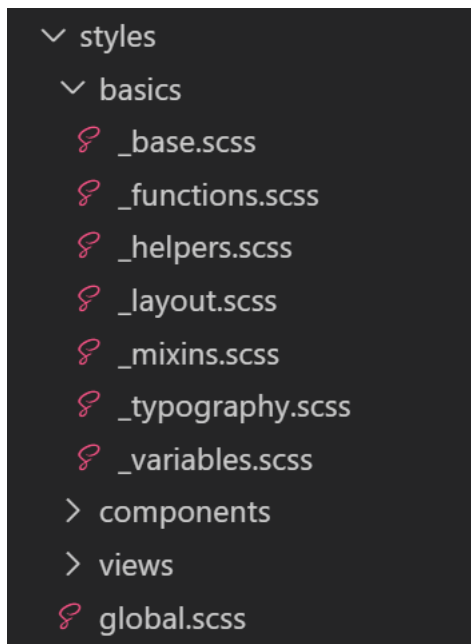 styles
basics
_base.scss
_functions.scss
_helpers.scss
_layout.scss
_mixins.scss
_typography.scss
_variables.scss
components
views
global.scss